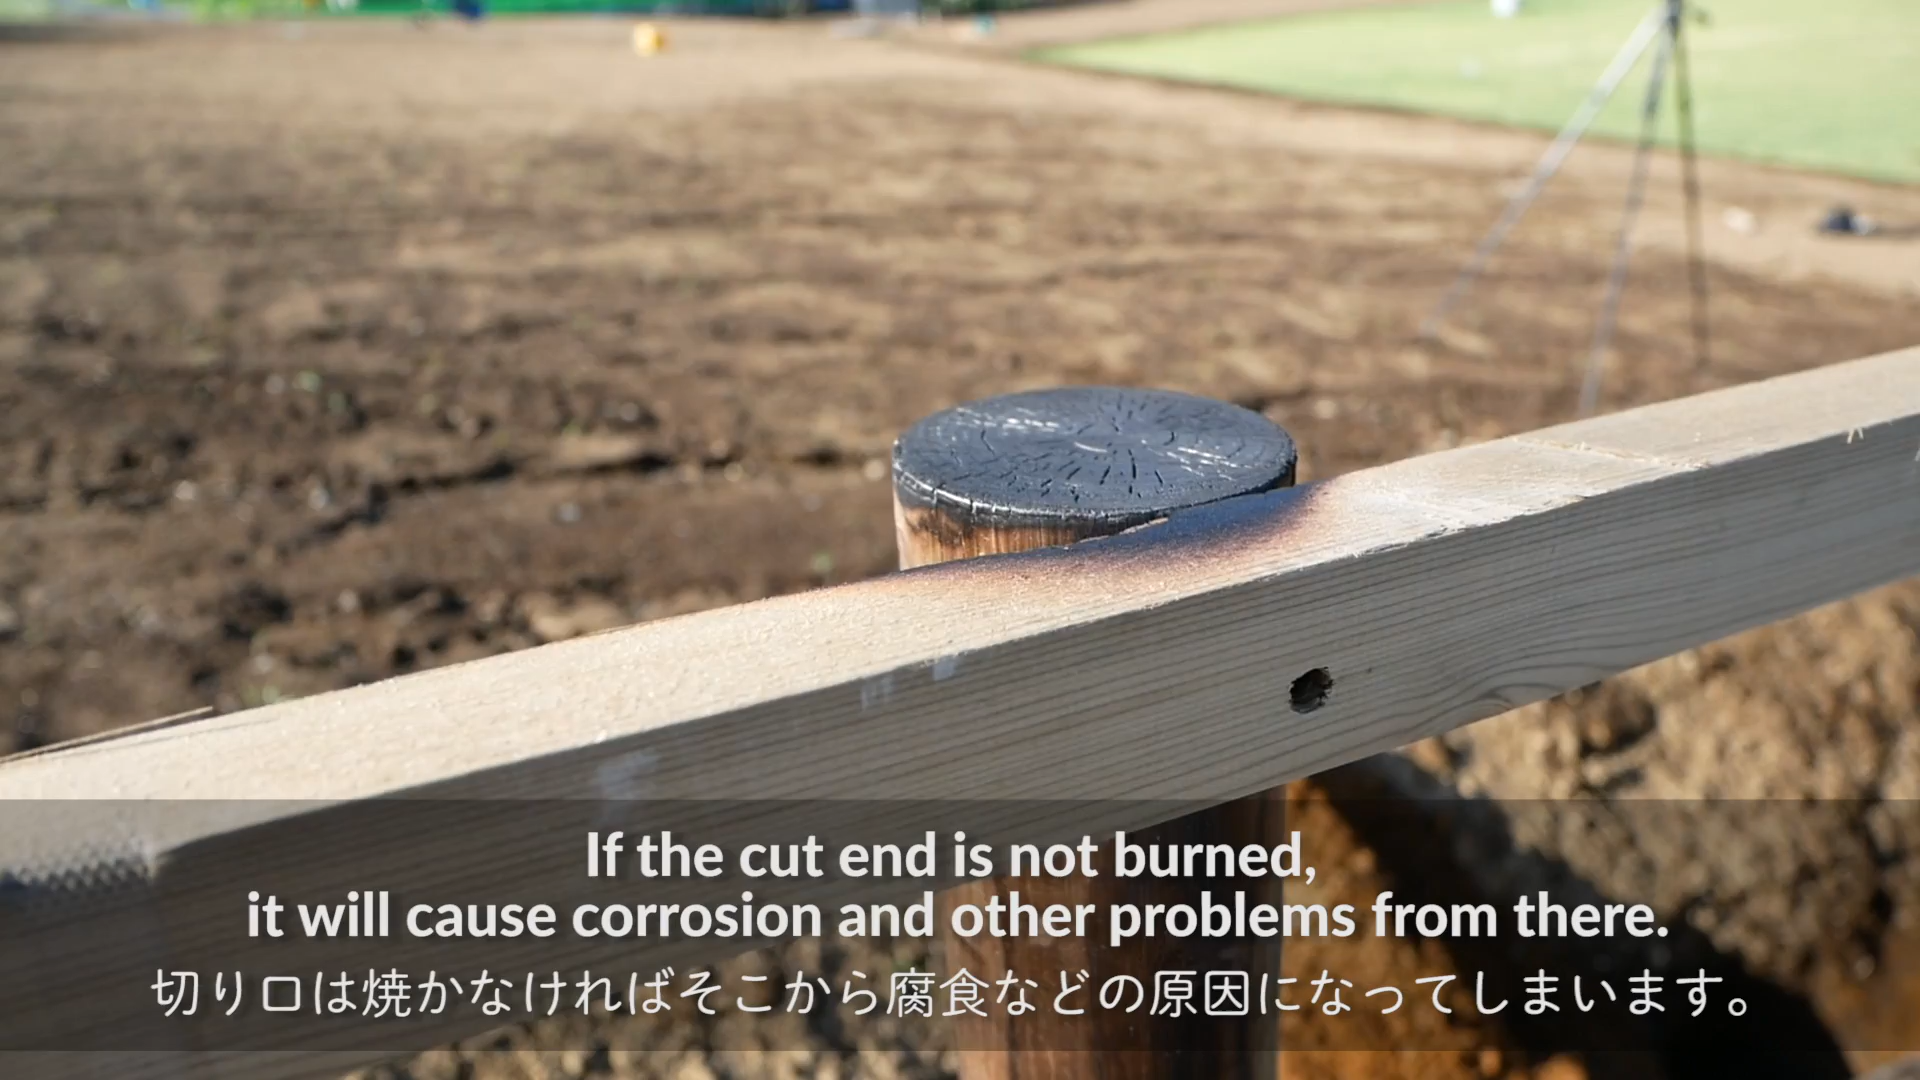 If the cut end is not burned,
it will cause corrosion and other problems from there.
切り口は焼かなければそこから腐食などの原因になってしまいます。